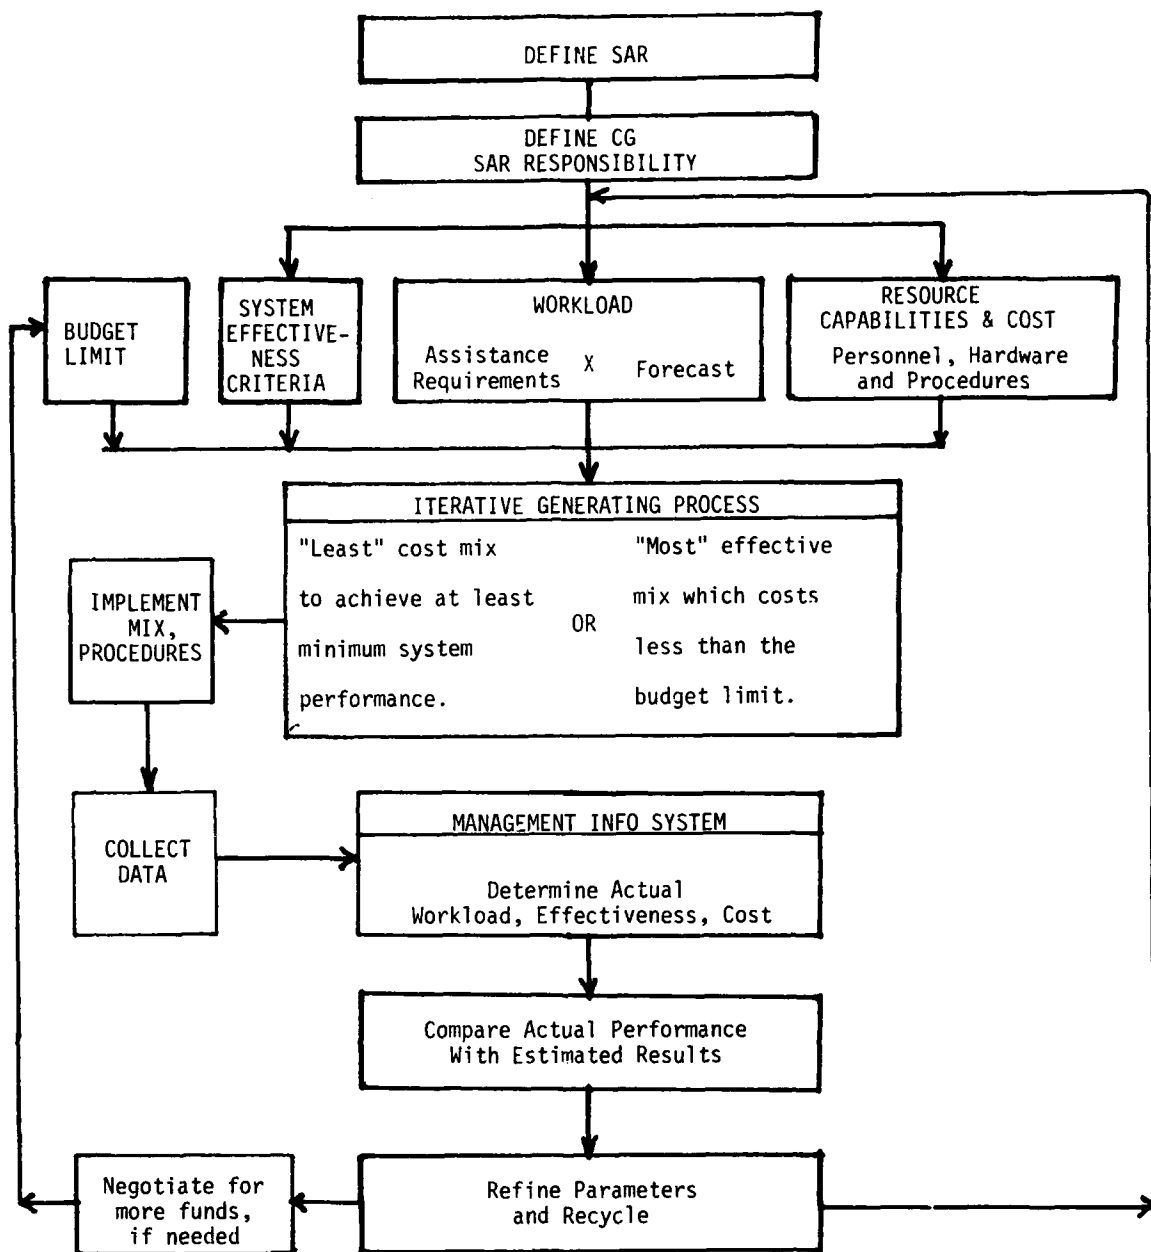 DEFINE SAR
DEFINE CG
SAR RESPONSIBILITY
BUDGET
LIMIT
SYSTEM
EFFECTIVE-
NESS
CRITERIA
WORKLOAD
Assistance
Requirements
X
Forecast
RESOURCE
CAPABILITIES & COST
Personnel, Hardware
and Procedures
ITERATIVE GENERATING PROCESS
"Least" cost mix
to achieve at least
minimum system
performance.
OR
"Most" effective
mix which costs
less than the
budget limit.
IMPLEMENT
MIX,
PROCEDURES
COLLECT
DATA
MANAGEMENT INFO SYSTEM
Determine Actual
Workload, Effectiveness, Cost
Compare Actual Performance
With Estimated Results
Negotiate for
more funds,
if needed
Refine Parameters
and Recycle